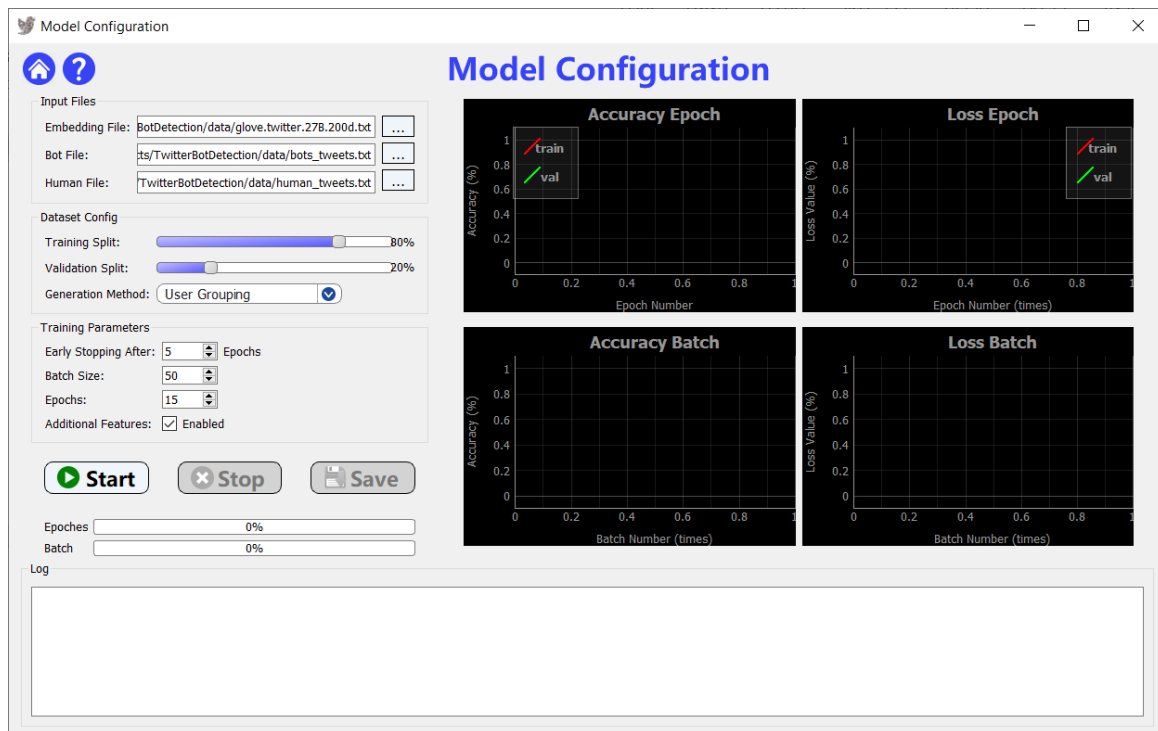 Model Configuration
Model Configuration
Input Files
Embedding File: BotDetection/data/glove.twitter.27B.200d.txt ...
Bot File: ts/TwitterBotDetection/data/bots_tweets.txt ...
Human File: TwitterBotDetection/data/human_tweets.txt ...
Dataset Config
Training Split: 80%
Validation Split: 20%
Generation Method: User Grouping
Training Parameters
Early Stopping After: 5 Epochs
Batch Size: 50
Epochs: 15
Additional Features: Enabled
Start Stop Save
Epoches 0%
Batch 0%
Accuracy Epoch
train
val
Accuracy (%)
1
0.8
0.6
0.4
0.2
0
0 0.2 0.4 0.6 0.8 1
Epoch Number
Loss Epoch
train
val
Loss Value (%)
1
0.8
0.6
0.4
0.2
0
0 0.2 0.4 0.6 0.8 1
Epoch Number (times)
Accuracy Batch
Accuracy (%)
1
0.8
0.6
0.4
0.2
0
0 0.2 0.4 0.6 0.8 1
Batch Number (times)
Loss Batch
Loss Value (%)
1
0.8
0.6
0.4
0.2
0
0 0.2 0.4 0.6 0.8 1
Batch Number (times)
Log